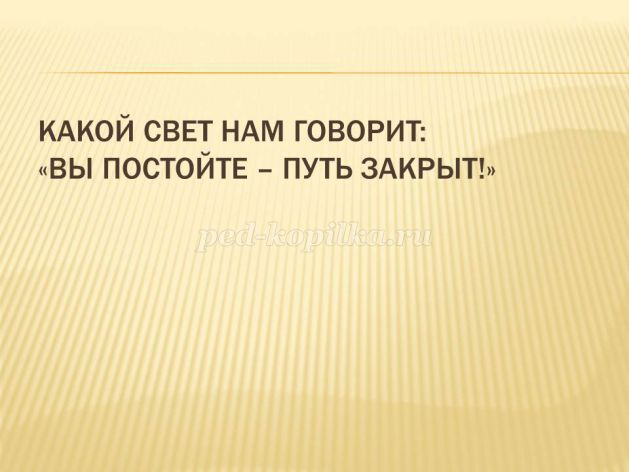 КАКОЙ СВЕТ НАМ ГОВОРИТ:
«ВЫ ПОСТОЙТЕ – ПУТЬ ЗАКРЫТ!»
ped-kopilka.ru